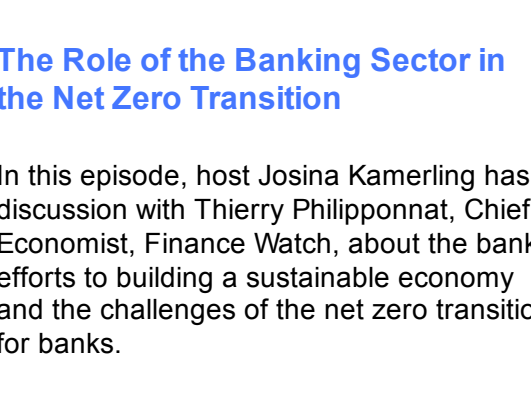 The Role of the Banking Sector in
the Net Zero Transition
In this episode, host Josina Kamerling has
discussion with Thierry Philipponnat, Chief
Economist, Finance Watch, about the bank
efforts to building a sustainable economy
and the challenges of the net zero transitio
for banks.